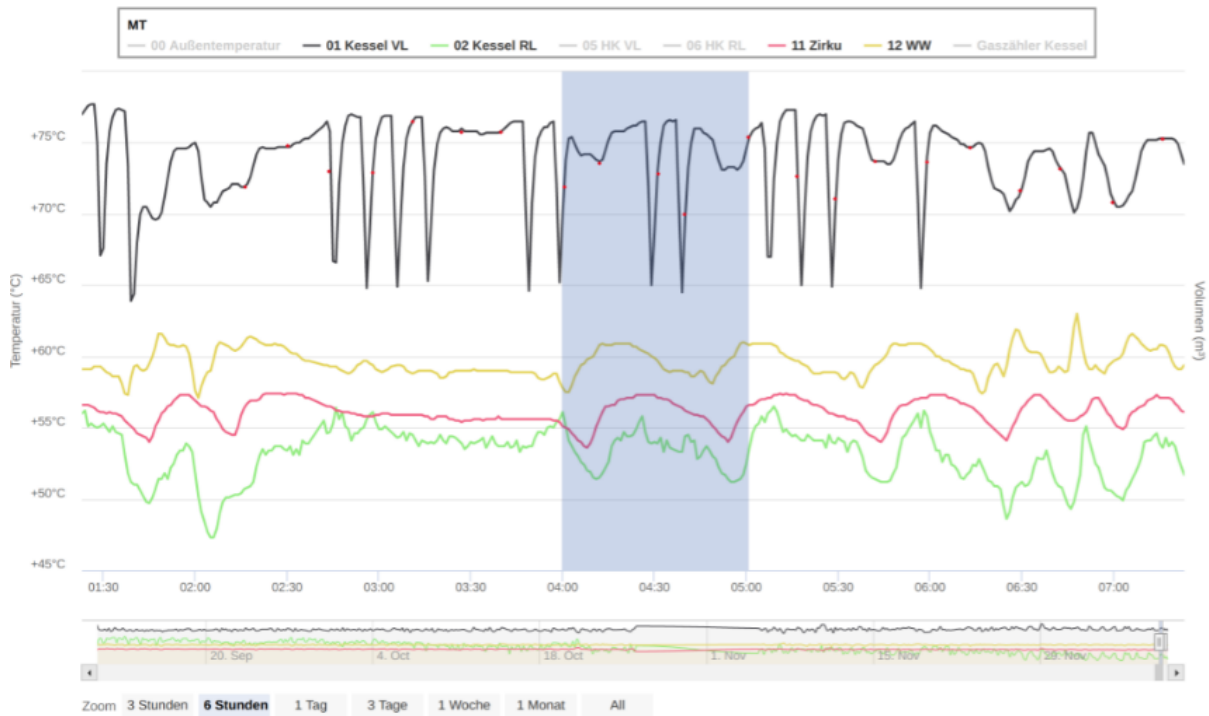 MT
00 Außentemperatur 01 Kessel VL 02 Kessel RL 05 HK VL 06 HK RL 11 Zirku 12 WW Gaszähler Kessel
+75°C
+70°C
+65°C
+60°C
+55°C
+50°C
+45°C
Temperatur (°C)
Volumen (m³)
01:30 02:00 02:30 03:00 03:30 04:00 04:30 05:00 05:30 06:00 06:30 07:00
20. Sep 4. Oct 18. Oct 1. Nov 15. Nov 29. Nov
Zoom 3 Stunden 6 Stunden 1 Tag 3 Tage 1 Woche 1 Monat All